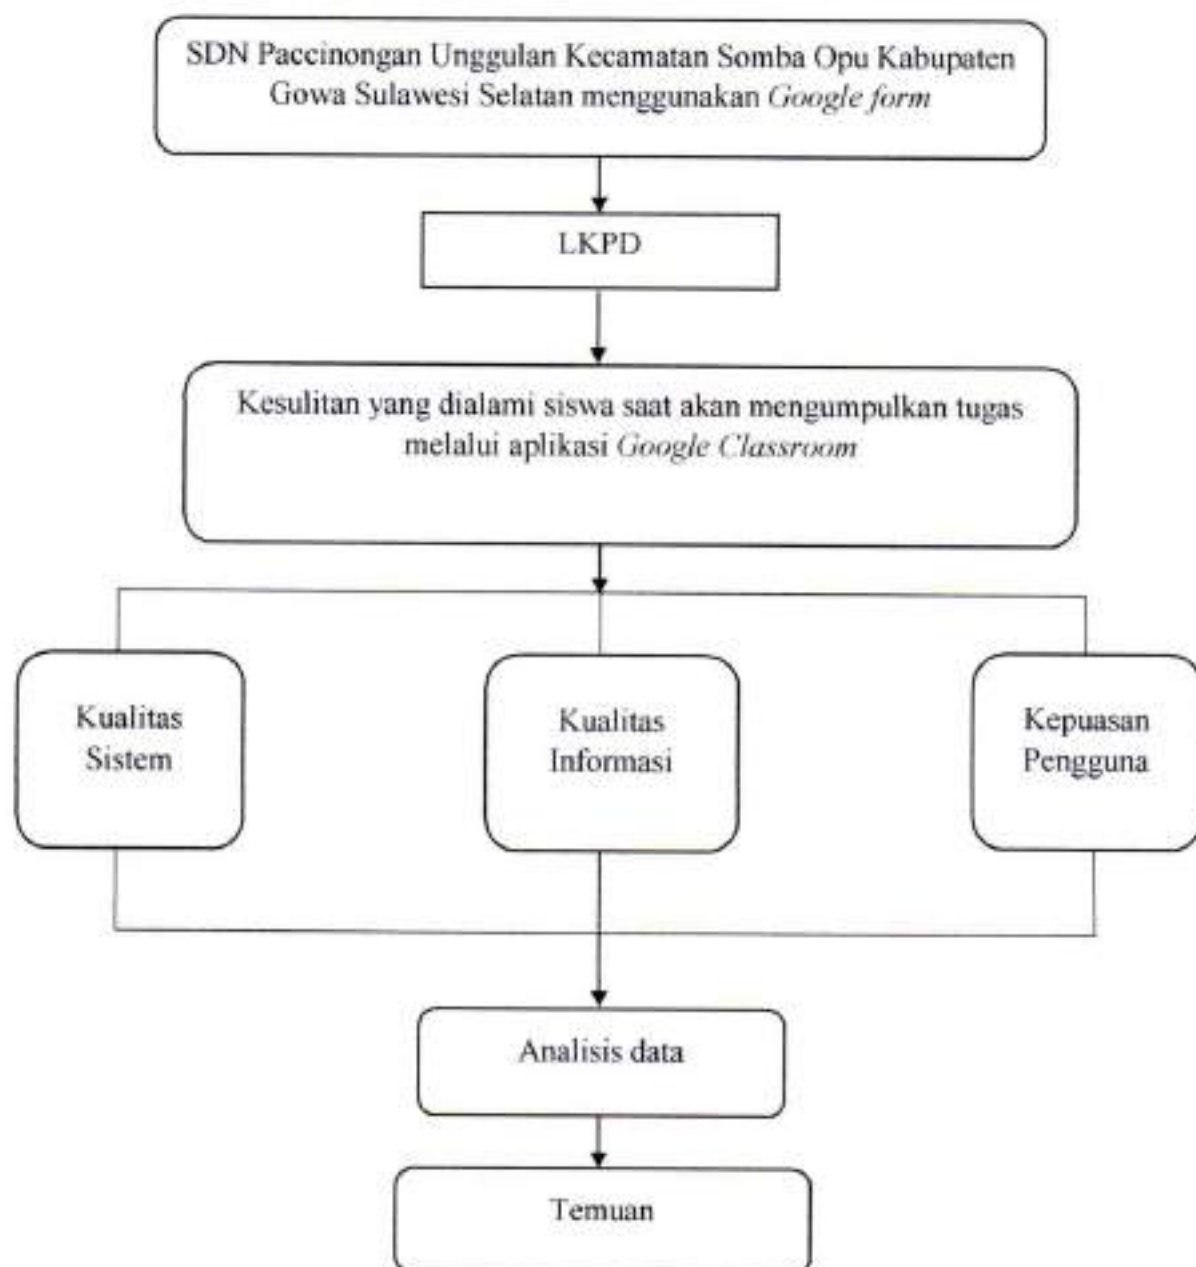 SDN Paccinongan Unggulan Kecamatan Somba Opu Kabupaten
Gowa Sulawesi Selatan menggunakan Google form
LKPD
Kesulitan yang dialami siswa saat akan mengumpulkan tugas
melalui aplikasi Google Classroom
Kualitas
Sistem
Kualitas
Informasi
Kepuasan
Pengguna
Analisis data
Temuan